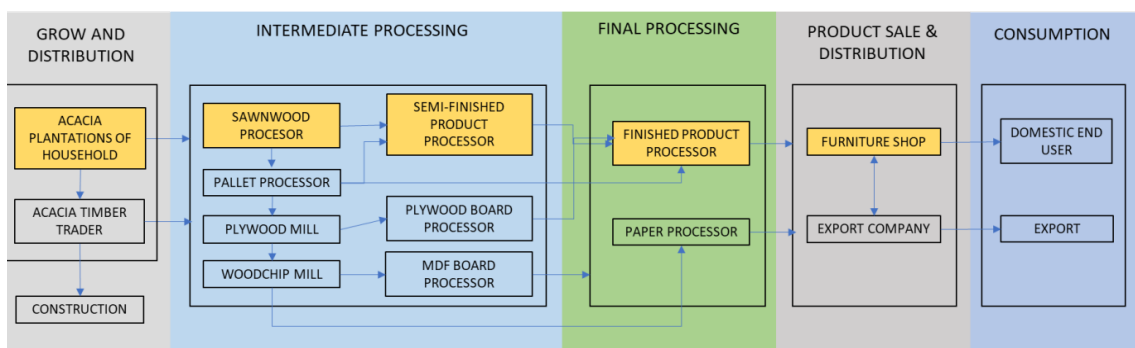 GROW AND
DISTRIBUTION
INTERMEDIATE PROCESSING
FINAL PROCESSING
PRODUCT SALE &
DISTRIBUTION
CONSUMPTION
ACACIA
PLANTATIONS OF
HOUSEHOLD
ACACIA TIMBER
TRADER
CONSTRUCTION
SAWNWOOD
PROCESOR
SEMI-FINISHED
PRODUCT
PROCESSOR
PALLET PROCESSOR
PLYWOOD MILL
PLYWOOD BOARD
PROCESSOR
WOODCHIP MILL
MDF BOARD
PROCESSOR
FINISHED PRODUCT
PROCESSOR
PAPER PROCESSOR
FURNITURE SHOP
EXPORT COMPANY
DOMESTIC END
USER
EXPORT